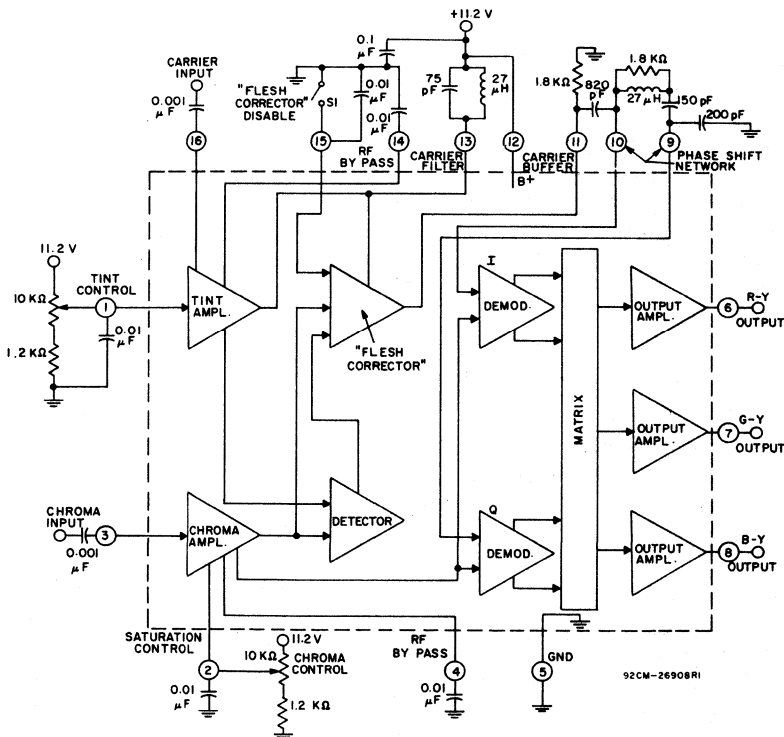 +11.2 V
CARRIER
INPUT
0.001
µF
16
"FLESH
CORRECTOR"
DISABLE
S1
15
0.1
µF
0.01
µF
0.01
µF
RF
BY PASS
14
75
pF
27
µH
13
CARRIER
FILTER
12
B+
1.8 KΩ
820
pF
11
CARRIER
BUFFER
1.8 KΩ
27 µH
150 pF
200 pF
10
9
PHASE SHIFT
NETWORK
11.2 V
10 KΩ
TINT
CONTROL
1
0.01
µF
1.2 KΩ
TINT
AMPL.
"FLESH
CORRECTOR"
I
DEMOD.
MATRIX
OUTPUT
AMPL.
6
R-Y
OUTPUT
OUTPUT
AMPL.
7
G-Y
OUTPUT
CHROMA
INPUT
0.001
µF
3
CHROMA
AMPL.
DETECTOR
Q
DEMOD.
OUTPUT
AMPL.
8
B-Y
OUTPUT
SATURATION
CONTROL
2
0.01
µF
11.2 V
10 KΩ
CHROMA
CONTROL
1.2 KΩ
RF
BY PASS
4
0.01
µF
GND
5
92CM-26908R1